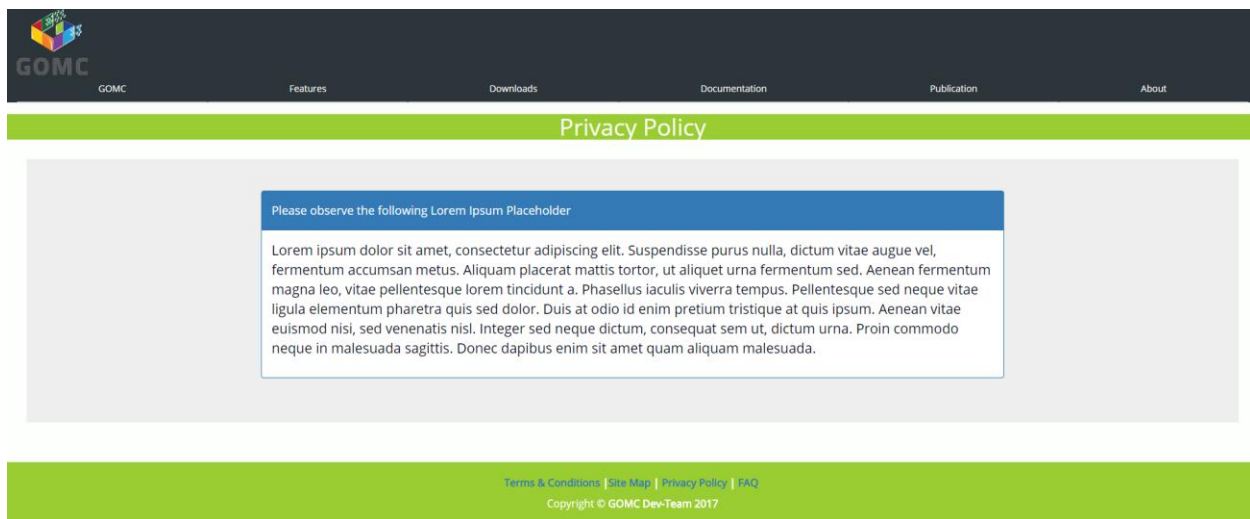 GOMC
GOMC Features Downloads Documentation Publication About
Privacy Policy
Please observe the following Lorem Ipsum Placeholder
Lorem ipsum dolor sit amet, consectetur adipiscing elit. Suspendisse purus nulla, dictum vitae augue vel,
fermentum accumsan metus. Aliquam placerat mattis tortor, ut aliquet urna fermentum sed. Aenean fermentum
magna leo, vitae pellentesque lorem tincidunt a. Phasellus iaculis viverra tempus. Pellentesque sed neque vitae
ligula elementum pharetra quis sed dolor. Duis at odio id enim pretium tristique at quis ipsum. Aenean vitae
euismod nisi, sed venenatis nisl. Integer sed neque dictum, consequat sem ut, dictum urna. Proin commodo
neque in malesuada sagittis. Donec dapibus enim sit amet quam aliquam malesuada.
Terms & Conditions |Site Map | Privacy Policy | FAQ
Copyright © GOMC Dev-Team 2017